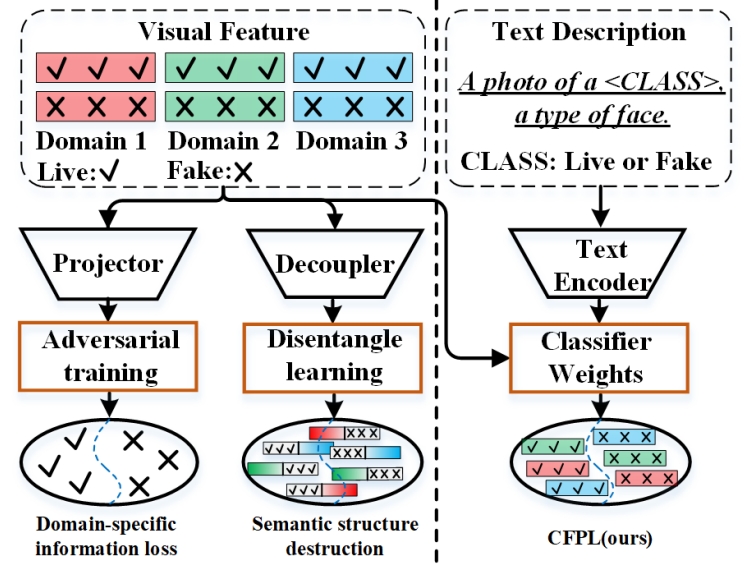 Visual Feature
Domain 1 Domain 2 Domain 3
Live:✓ Fake:✗
Text Description
A photo of a <CLASS>,
a type of face.
CLASS: Live or Fake
Projector
Decoupler
Text
Encoder
Adversarial
training
Disentangle
learning
Classifier
Weights
Domain-specific
information loss
Semantic structure
destruction
CFPL(ours)